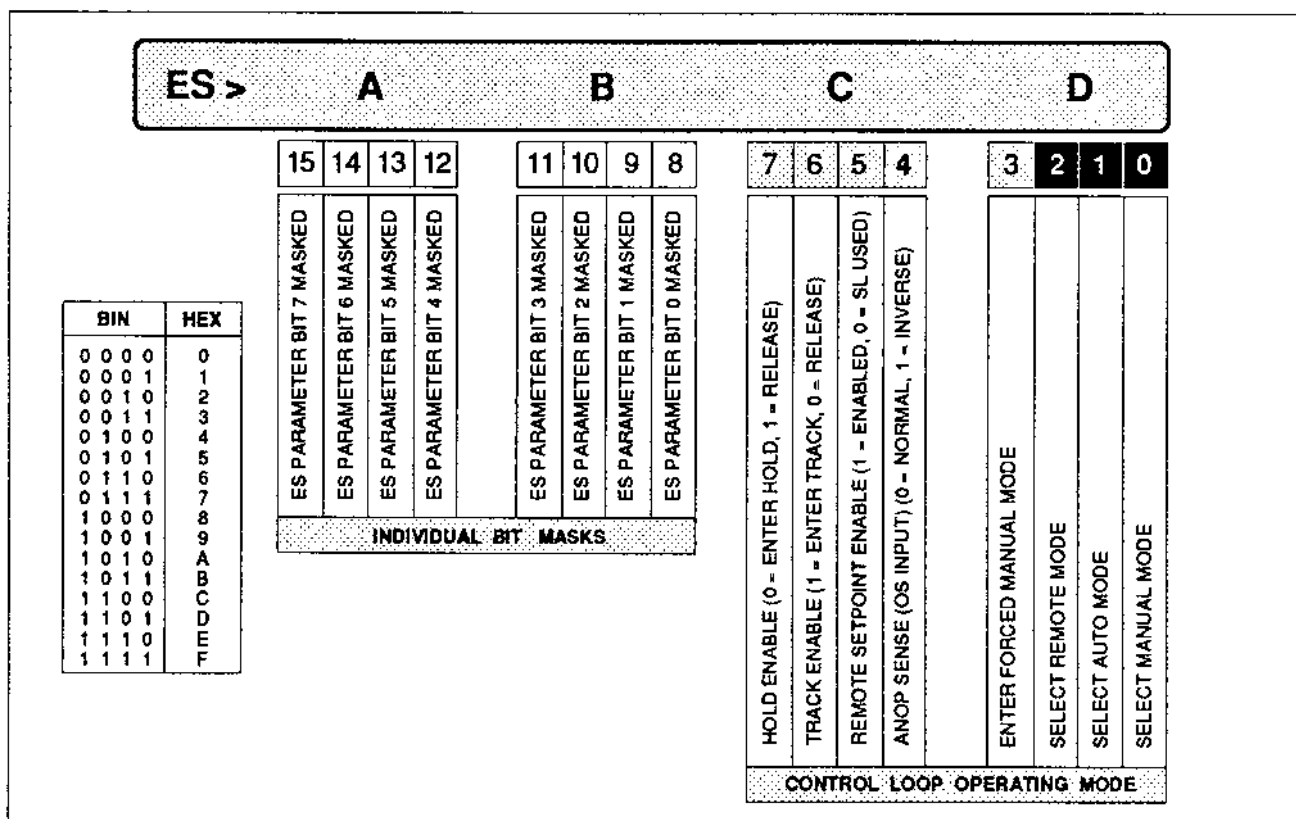 ES > A B C D
15 14 13 12 11 10 9 8 7 6 5 4 3 2 1 0
ES PARAMETER BIT 7 MASKED
ES PARAMETER BIT 6 MASKED
ES PARAMETER BIT 5 MASKED
ES PARAMETER BIT 4 MASKED
ES PARAMETER BIT 3 MASKED
ES PARAMETER BIT 2 MASKED
ES PARAMETER BIT 1 MASKED
ES PARAMETER BIT 0 MASKED
INDIVIDUAL BIT MASKS
HOLD ENABLE (0 = ENTER HOLD, 1 = RELEASE)
TRACK ENABLE (1 = ENTER TRACK, 0 = RELEASE)
REMOTE SETPOINT ENABLE (1 = ENABLED, 0 = SL USED)
ANOP SENSE (OS INPUT) (0 = NORMAL, 1 = INVERSE)
ENTER FORCED MANUAL MODE
SELECT REMOTE MODE
SELECT AUTO MODE
SELECT MANUAL MODE
CONTROL LOOP OPERATING MODE
BIN HEX
0 0 0 0 0
0 0 0 1 1
0 0 1 0 2
0 0 1 1 3
0 1 0 0 4
0 1 0 1 5
0 1 1 0 6
0 1 1 1 7
1 0 0 0 8
1 0 0 1 9
1 0 1 0 A
1 0 1 1 B
1 1 0 0 C
1 1 0 1 D
1 1 1 0 E
1 1 1 1 F